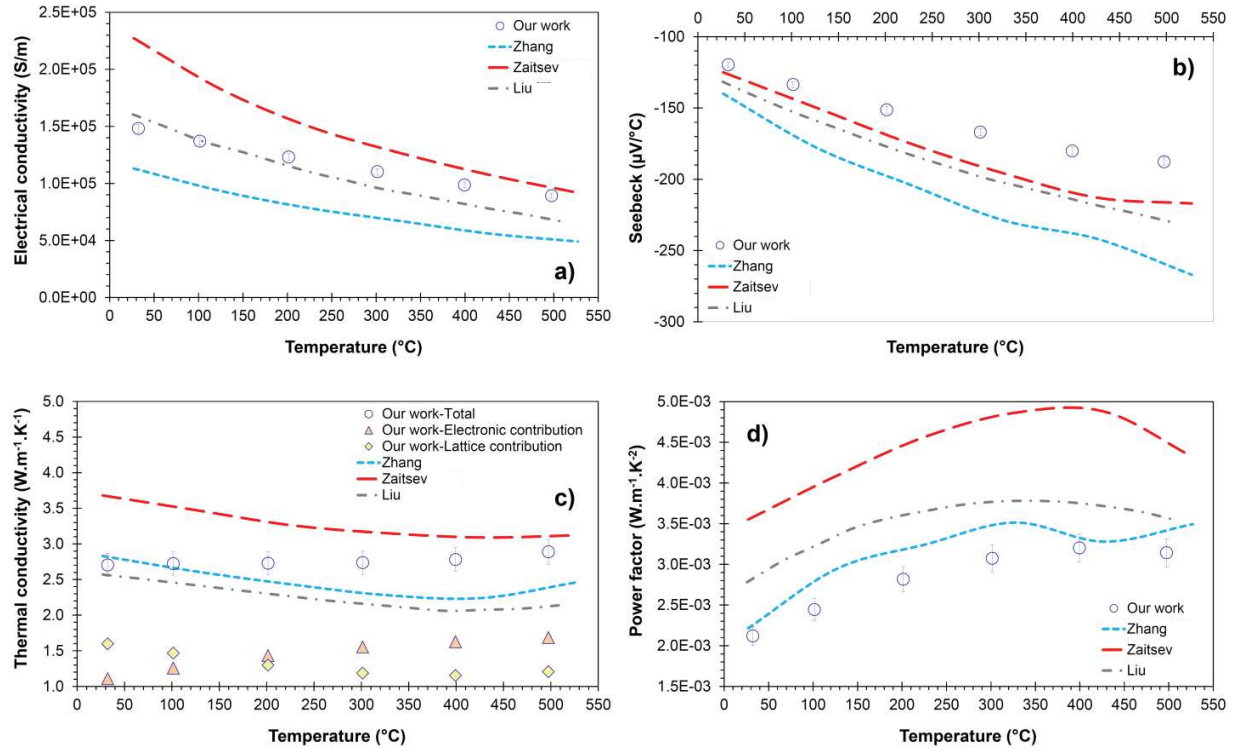 Electrical conductivity (S/m)
2.5E+05
2.0E+05
1.5E+05
1.0E+05
5.0E+04
0.0E+00
Our work
Zhang
Zaitsev
Liu
a)
0 50 100 150 200 250 300 350 400 450 500 550
Temperature (°C)
0 50 100 150 200 250 300 350 400 450 500 550
Seebeck (µV/°C)
-100
-150
-200
-250
-300
b)
Our work
Zhang
Zaitsev
Liu
Temperature (°C)
Thermal conductivity (W.m⁻¹.K⁻¹)
5.0
4.5
4.0
3.5
3.0
2.5
2.0
1.5
1.0
Our work-Total
Our work-Electronic contribution
Our work-Lattice contribution
Zhang
Zaitsev
Liu
c)
0 50 100 150 200 250 300 350 400 450 500 550
Temperature (°C)
Power factor (W.m⁻¹.K⁻²)
5.0E-03
4.5E-03
4.0E-03
3.5E-03
3.0E-03
2.5E-03
2.0E-03
1.5E-03
d)
Our work
Zhang
Zaitsev
Liu
0 50 100 150 200 250 300 350 400 450 500 550
Temperature (°C)